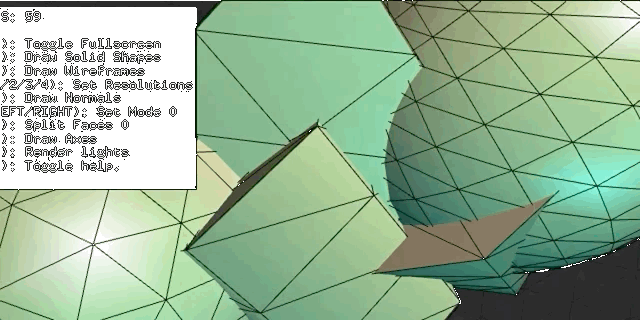 S: 59
): Toggle Fullscreen
): Draw Solid Shapes
): Draw WireFrames
/2/3/4): Set Resolutions
): Draw Normals
EFT/RIGHT): Set Mode 0
): Split Faces 0
): Draw Axes
): Render lights
): Toggle help.